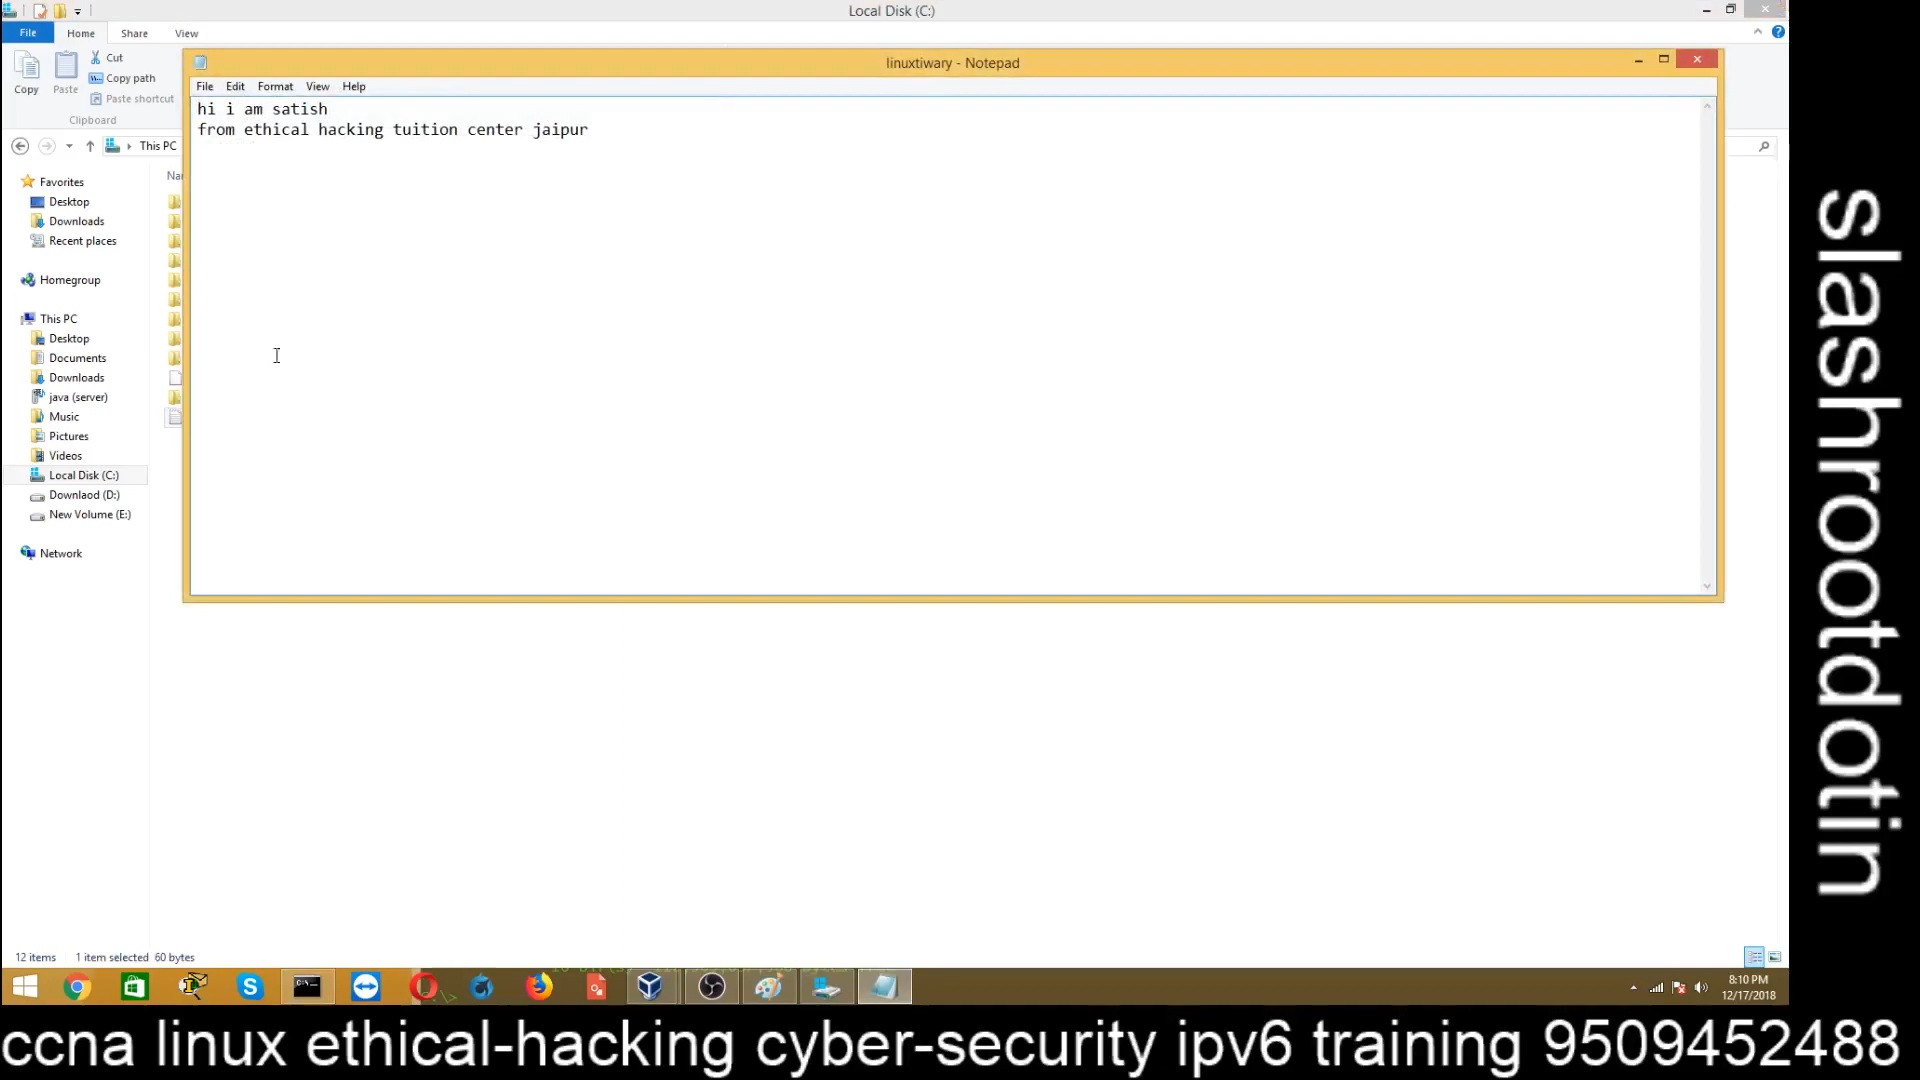 Local Disk (C:)
File
Home
Share
View
Copy
Paste
Cut
Copy path
Paste shortcut
Clipboard
This PC
linuxtiwary - Notepad
File Edit Format View Help
hi i am satish
from ethical hacking tuition center jaipur
Favorites
Desktop
Downloads
Recent places
Homegroup
This PC
Desktop
Documents
Downloads
java (server)
Music
Pictures
Videos
Local Disk (C:)
Downlaod (D:)
New Volume (E:)
Network
12 items 1 item selected 60 bytes
8:10 PM
12/17/2018
slashrootdotin
ccna linux ethical-hacking cyber-security ipv6 training 9509452488